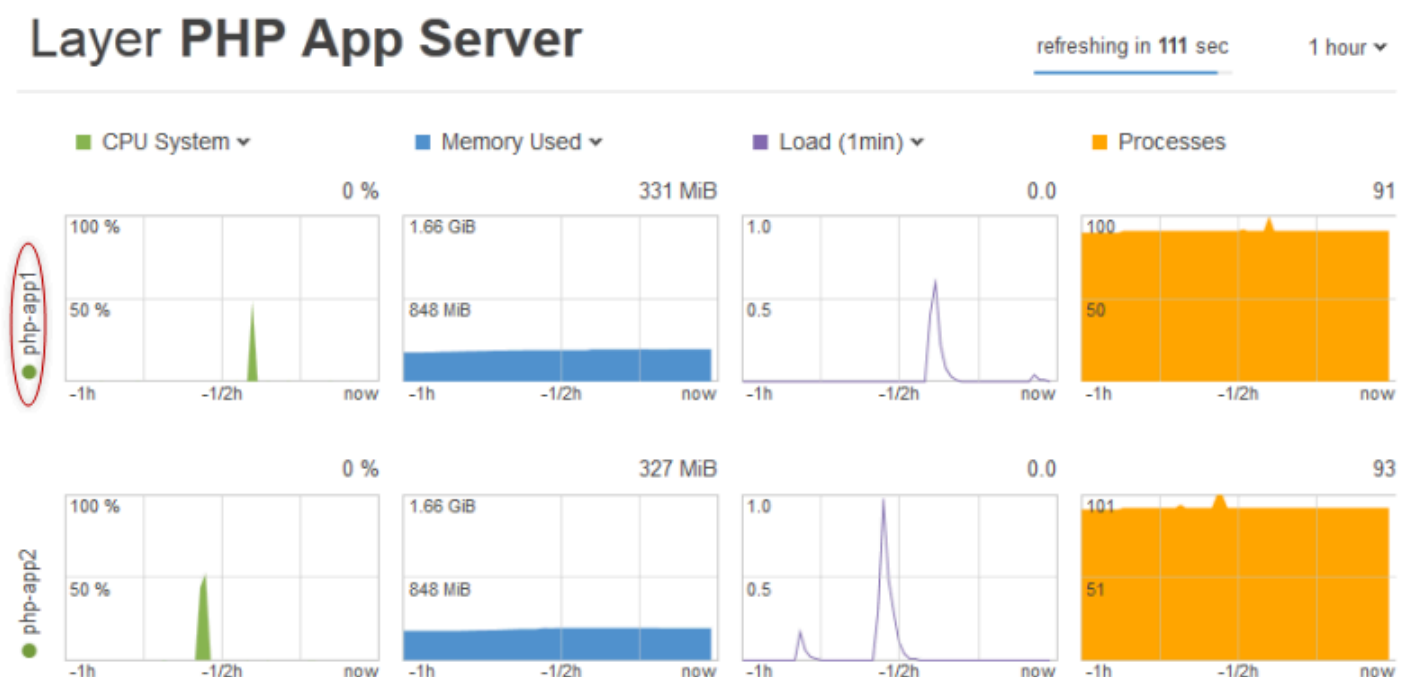 Layer PHP App Server
refreshing in 111 sec
1 hour
CPU System
Memory Used
Load (1min)
Processes
php-app1
0 %
331 MiB
0.0
91
100 %
50 %
-1h
-1/2h
now
1.66 GiB
848 MiB
-1h
-1/2h
now
1.0
0.5
-1h
-1/2h
now
100
50
-1h
-1/2h
now
php-app2
0 %
327 MiB
0.0
93
100 %
50 %
-1h
-1/2h
now
1.66 GiB
848 MiB
-1h
-1/2h
now
1.0
0.5
-1h
-1/2h
now
101
51
-1h
-1/2h
now